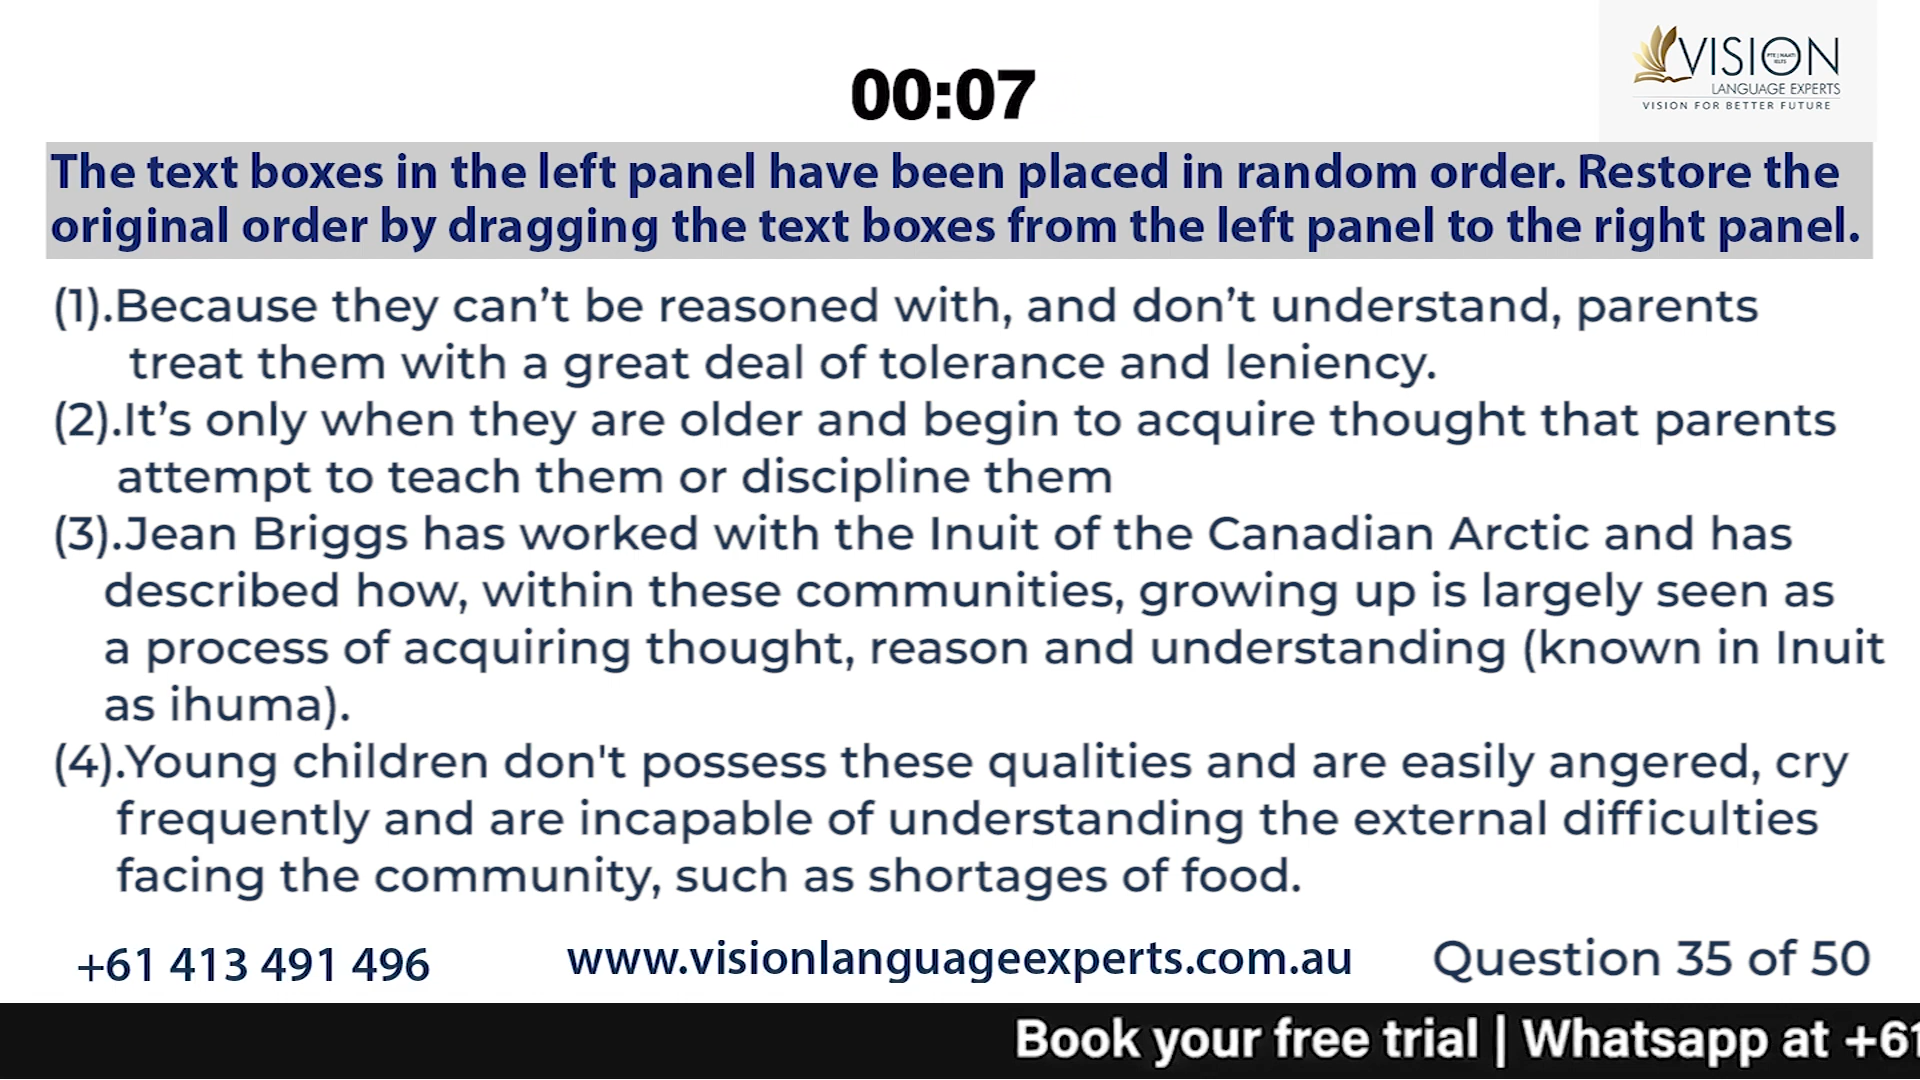 VISION
PTE | NAATI
IELTS
LANGUAGE EXPERTS
VISION FOR BETTER FUTURE
00:07
The text boxes in the left panel have been placed in random order. Restore the
original order by dragging the text boxes from the left panel to the right panel.
(1).Because they can’t be reasoned with, and don’t understand, parents
treat them with a great deal of tolerance and leniency.
(2).It’s only when they are older and begin to acquire thought that parents
attempt to teach them or discipline them
(3).Jean Briggs has worked with the Inuit of the Canadian Arctic and has
described how, within these communities, growing up is largely seen as
a process of acquiring thought, reason and understanding (known in Inuit
as ihuma).
(4).Young children don't possess these qualities and are easily angered, cry
frequently and are incapable of understanding the external difficulties
facing the community, such as shortages of food.
+61 413 491 496
www.visionlanguageexperts.com.au
Question 35 of 50
Book your free trial | Whatsapp at +61